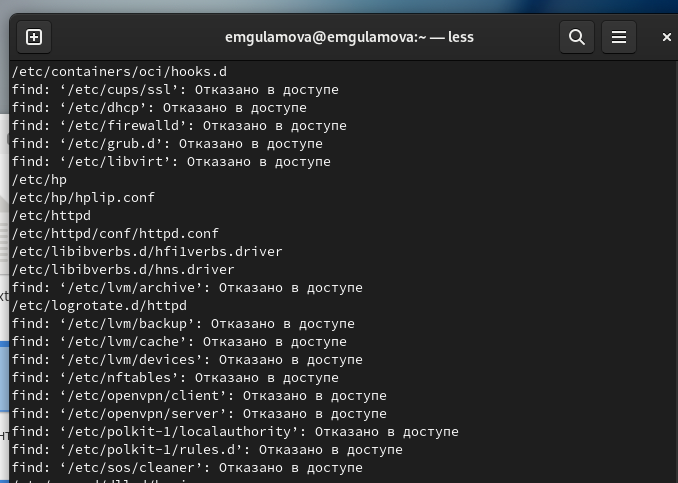 emgulamova@emgulamova:~ — less
/etc/containers/oci/hooks.d
find: ‘/etc/cups/ssl’: Отказано в доступе
find: ‘/etc/dhcp’: Отказано в доступе
find: ‘/etc/firewalld’: Отказано в доступе
find: ‘/etc/grub.d’: Отказано в доступе
find: ‘/etc/libvirt’: Отказано в доступе
/etc/hp
/etc/hp/hplip.conf
/etc/httpd
/etc/httpd/conf/httpd.conf
/etc/libibverbs.d/hfi1verbs.driver
/etc/libibverbs.d/hns.driver
find: ‘/etc/lvm/archive’: Отказано в доступе
/etc/logrotate.d/httpd
find: ‘/etc/lvm/backup’: Отказано в доступе
find: ‘/etc/lvm/cache’: Отказано в доступе
find: ‘/etc/lvm/devices’: Отказано в доступе
find: ‘/etc/nftables’: Отказано в доступе
find: ‘/etc/openvpn/client’: Отказано в доступе
find: ‘/etc/openvpn/server’: Отказано в доступе
find: ‘/etc/polkit-1/localauthority’: Отказано в доступе
find: ‘/etc/polkit-1/rules.d’: Отказано в доступе
find: ‘/etc/sos/cleaner’: Отказано в доступе